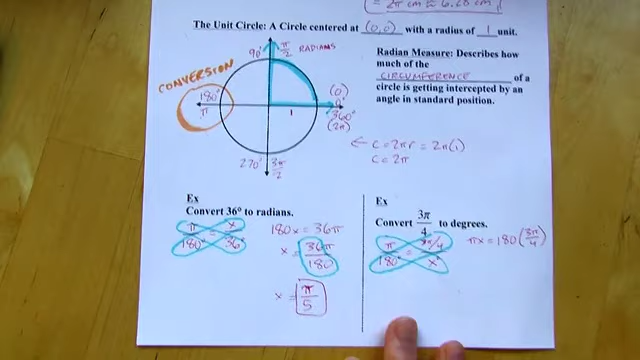 = 2π cm ≈ 6.28 cm
The Unit Circle: A Circle centered at (0,0) with a radius of 1 unit.
90° π/2 RADIANS
CONVERSION
180°
π
(0)
0°
360°
(2π)
1
270° 3π/2
Radian Measure: Describes how
much of the
CIRCUMFERENCE of a
circle is getting intercepted by an
angle in standard position.
← C = 2πr = 2π(1)
C = 2π
Ex
Convert 36° to radians.
π/180° = x/36°
180x = 36π
x = 36π/180
x = π/5
Ex
Convert 3π/4 to degrees.
π/180° = 3π/4/x°
πx = 180(3π/4)